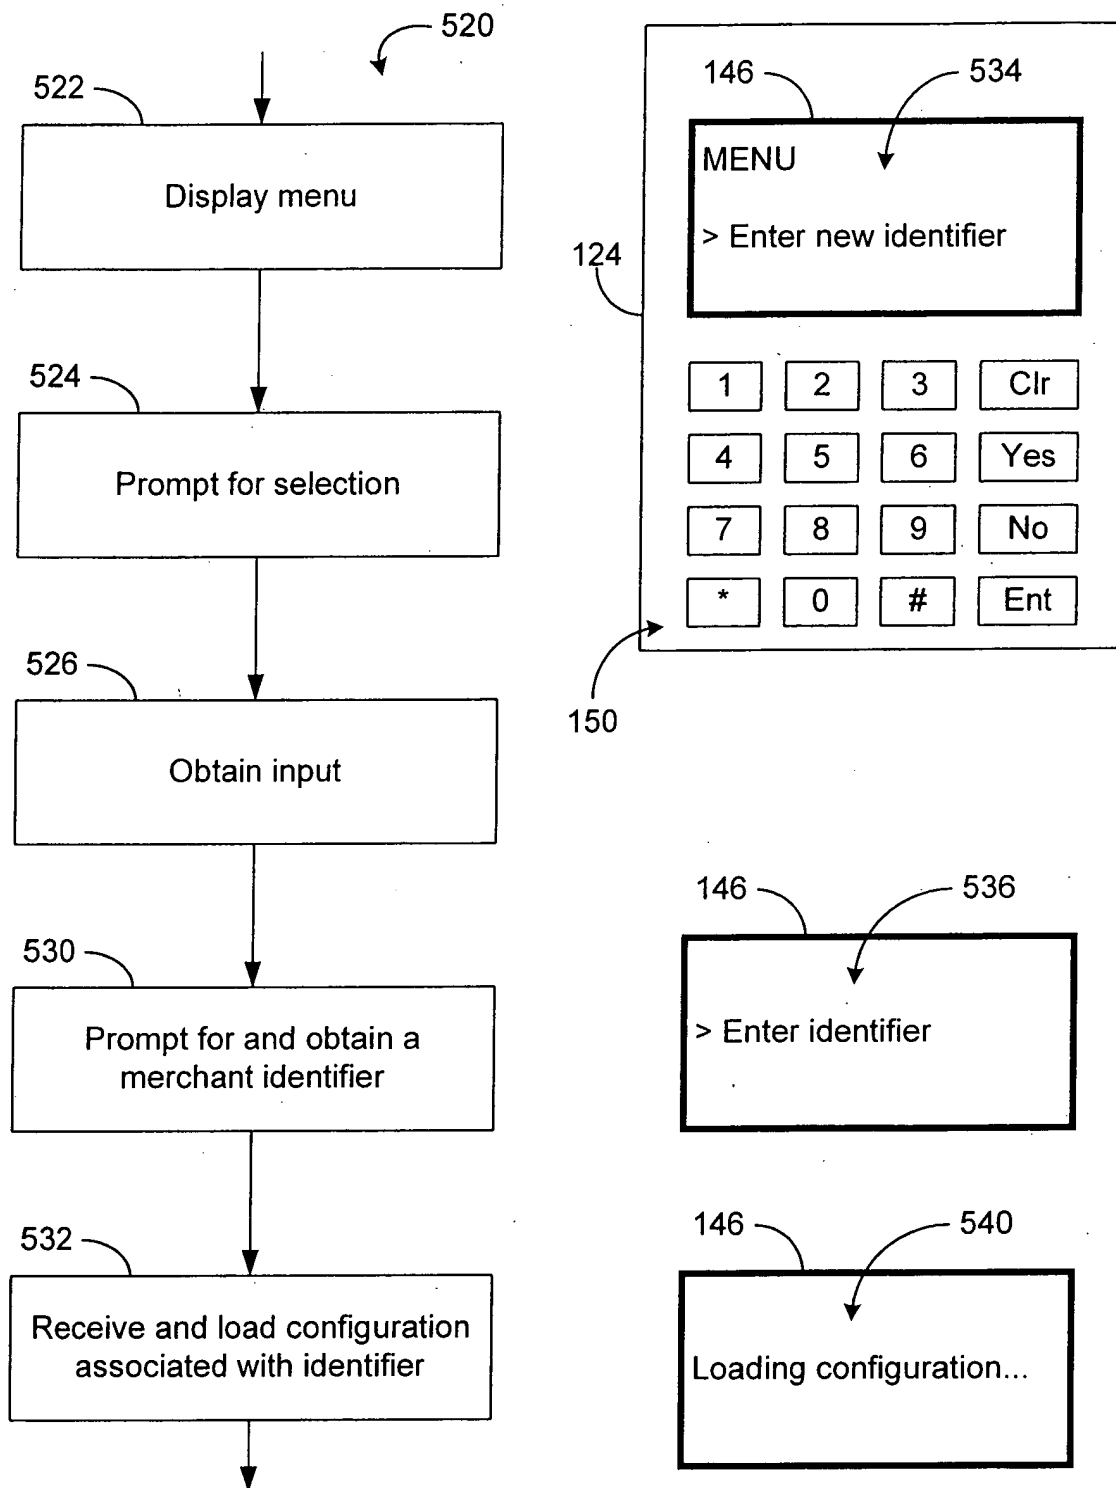 520
522
Display menu
524
Prompt for selection
526
Obtain input
530
Prompt for and obtain a
merchant identifier
532
Receive and load configuration
associated with identifier
146
534
MENU
> Enter new identifier
124
1 2 3 Clr
4 5 6 Yes
7 8 9 No
* 0 # Ent
150
146
536
> Enter identifier
146
540
Loading configuration...